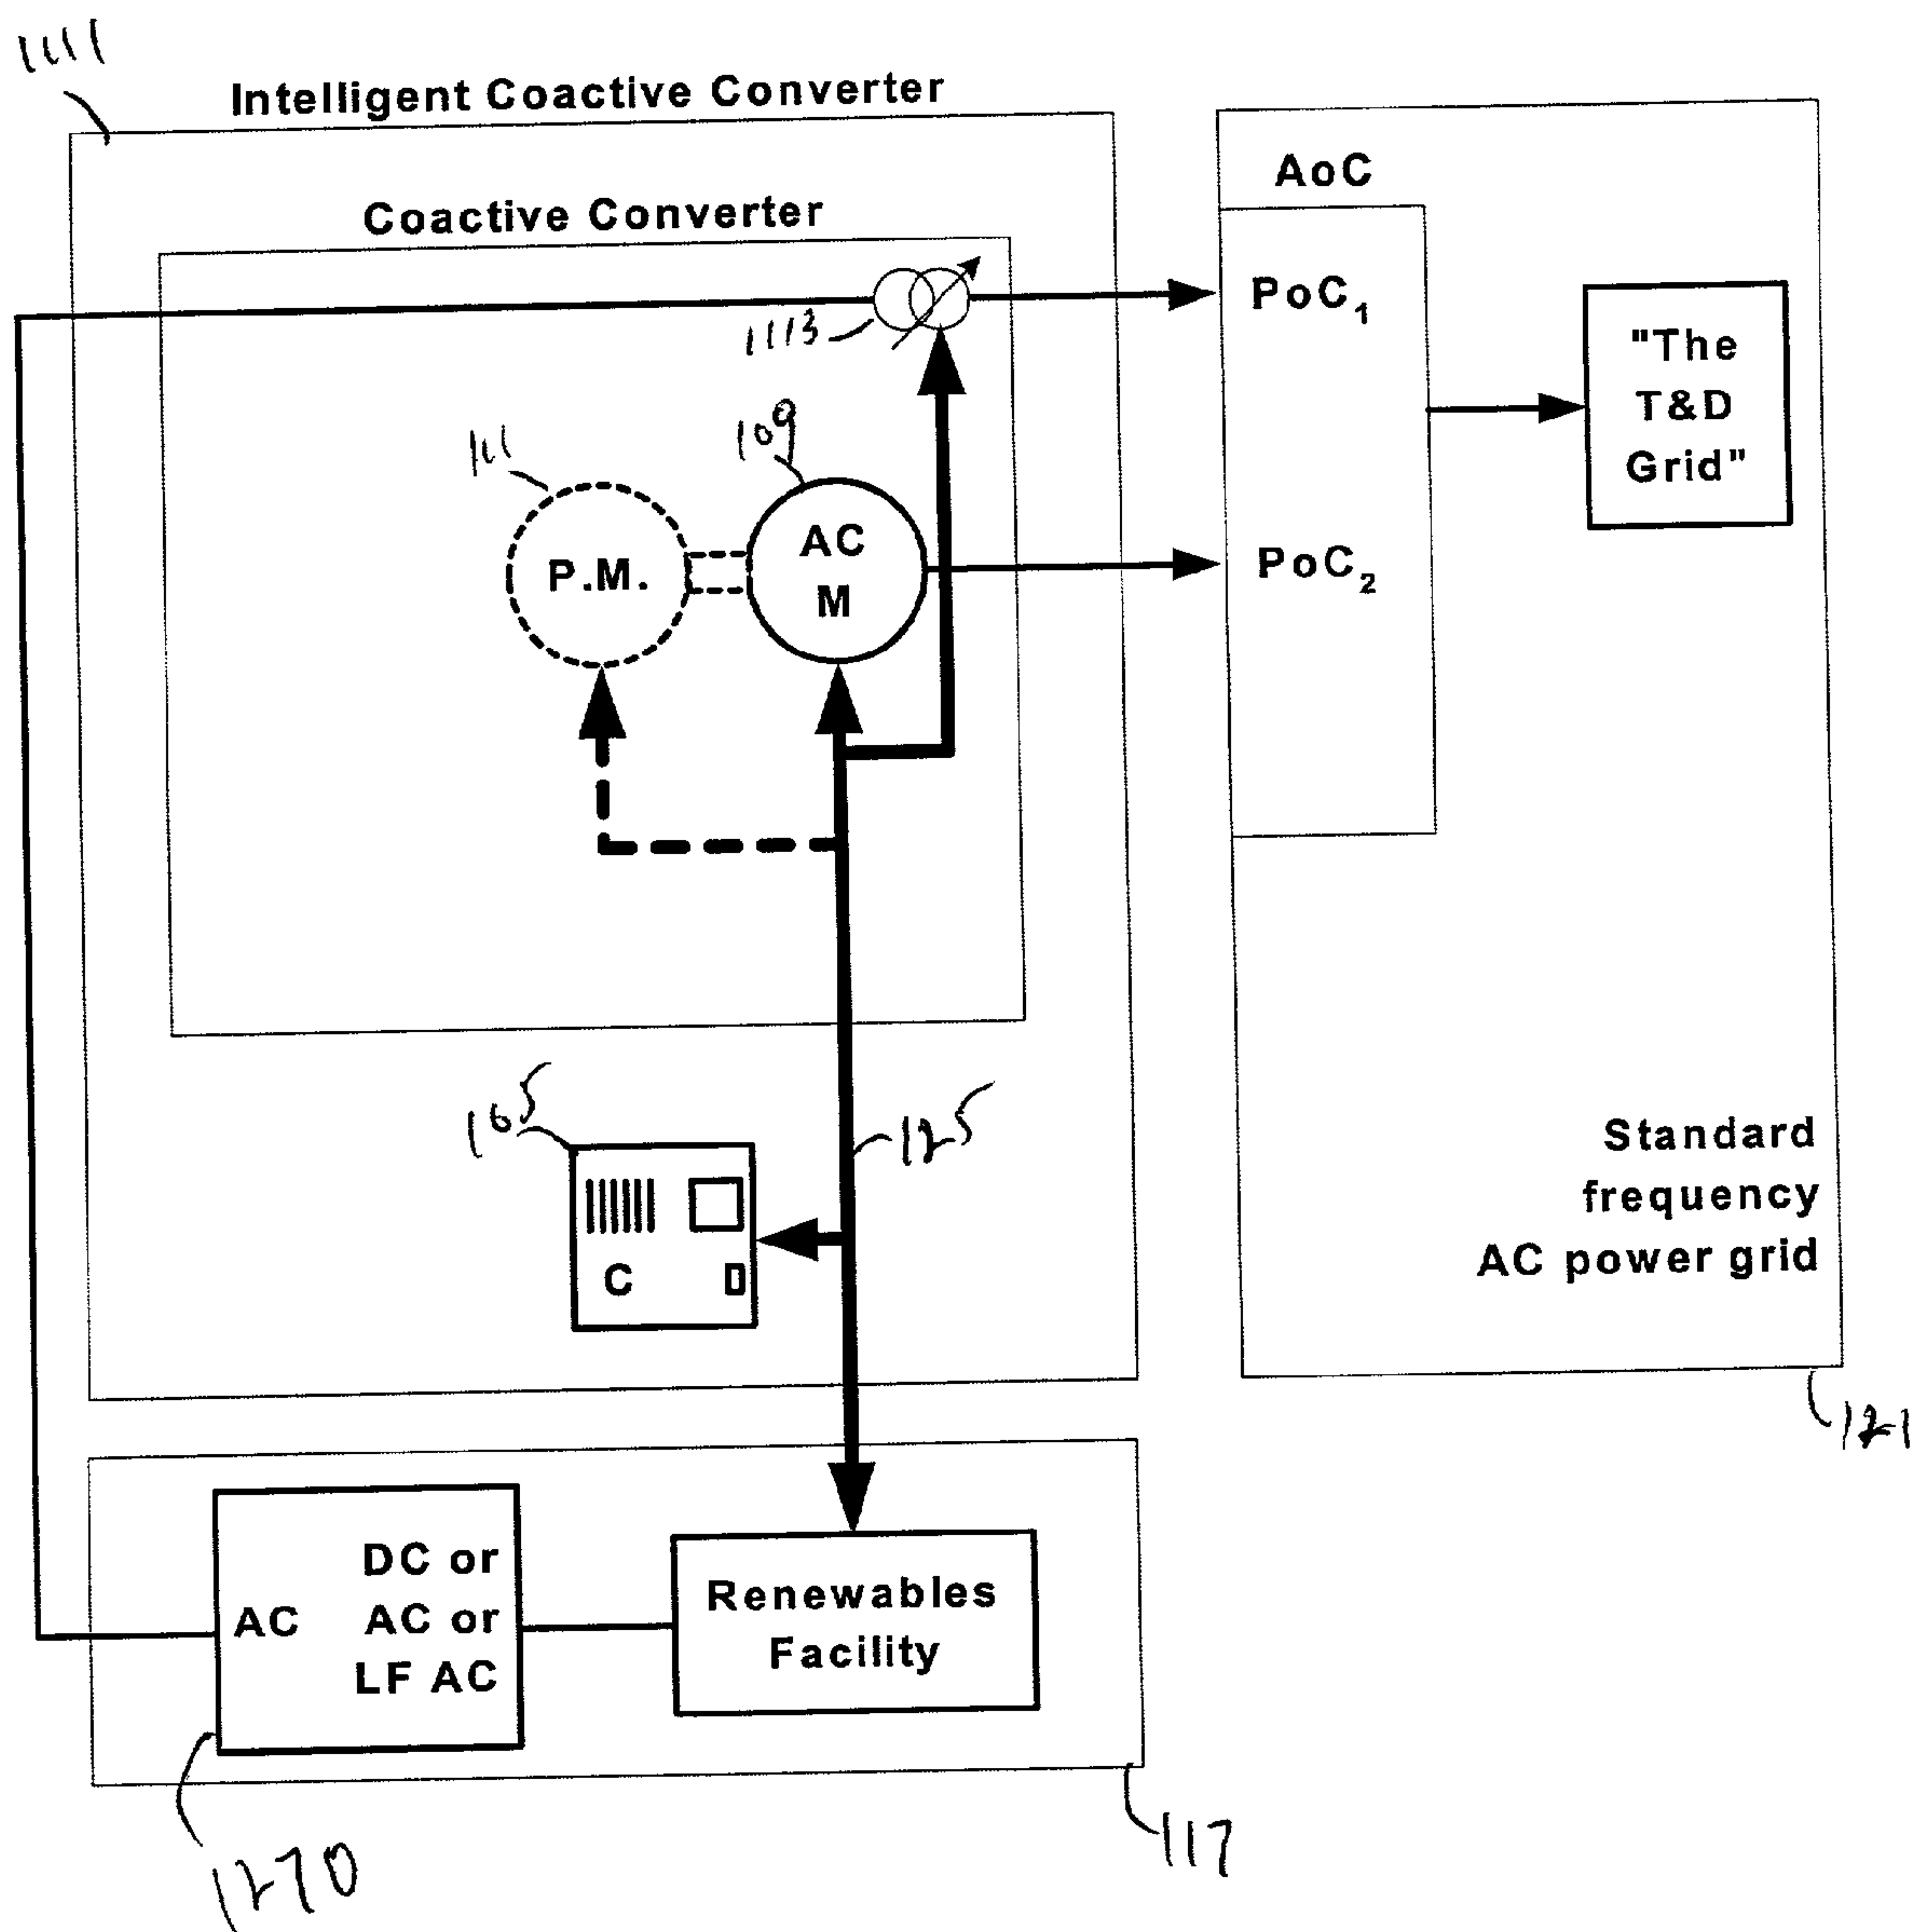 1111
Intelligent Coactive Converter
Coactive Converter
1113
111
109
P.M.
AC
M
AoC
PoC1
PoC2
"The
T&D
Grid"
105
125
C
Standard
frequency
AC power grid
121
AC
DC or
AC or
LF AC
Renewables
Facility
1270
117